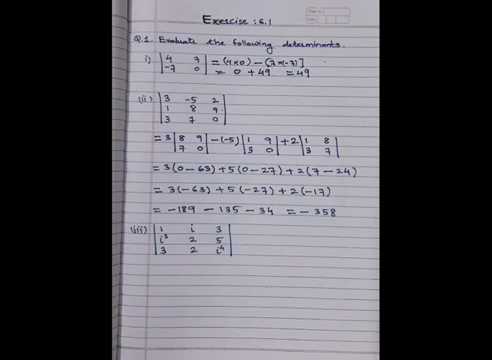 Exercise : 6.1
Q.1. Evaluate the following determinants.
i) | 4 7 | = (4×0) − (7×−7)]
| −7 0 | = 0 + 49 = 49
(ii) | 3 −5 2 |
| 1 8 9 |
| 3 7 0 |
= 3 | 8 9 | − (−5) | 1 9 | + 2 | 1 8 |
| 7 0 | | 3 0 | | 3 7 |
= 3(0 − 63) + 5(0 − 27) + 2(7 − 24)
= 3(−63) + 5(−27) + 2(−17)
= −189 − 135 − 34 = −358
(iii) | 1 i 3 |
| i³ 2 5 |
| 3 2 i⁴ |